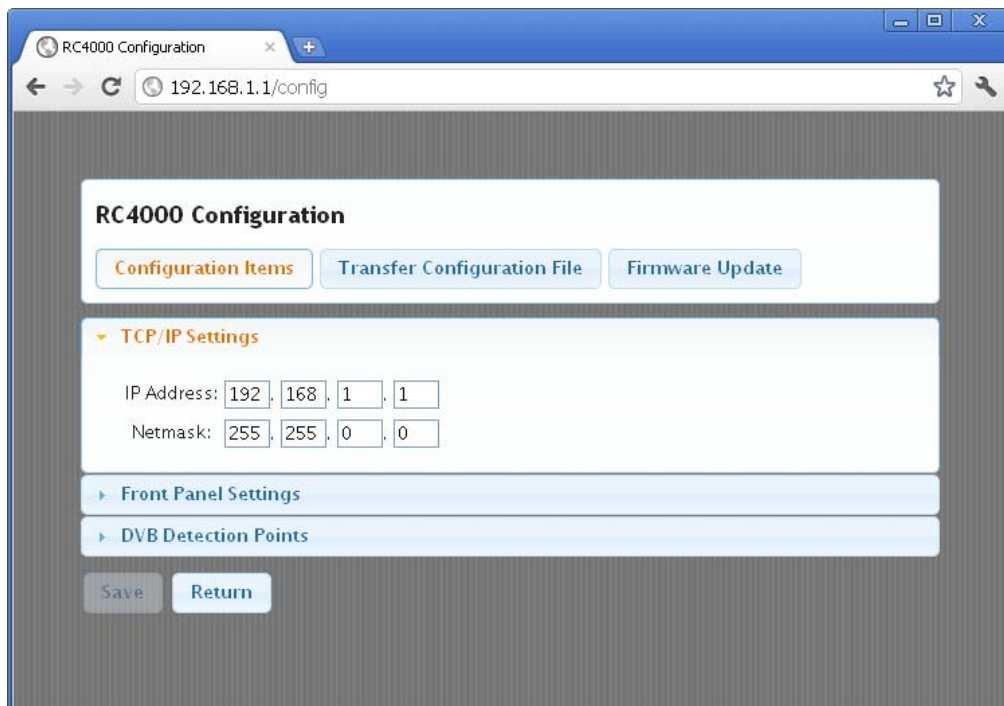 RC4000 Configuration
192.168.1.1/config
RC4000 Configuration
Configuration Items Transfer Configuration File Firmware Update
TCP/IP Settings
IP Address: 192 . 168 . 1 . 1
Netmask: 255 . 255 . 0 . 0
Front Panel Settings
DVB Detection Points
Save Return